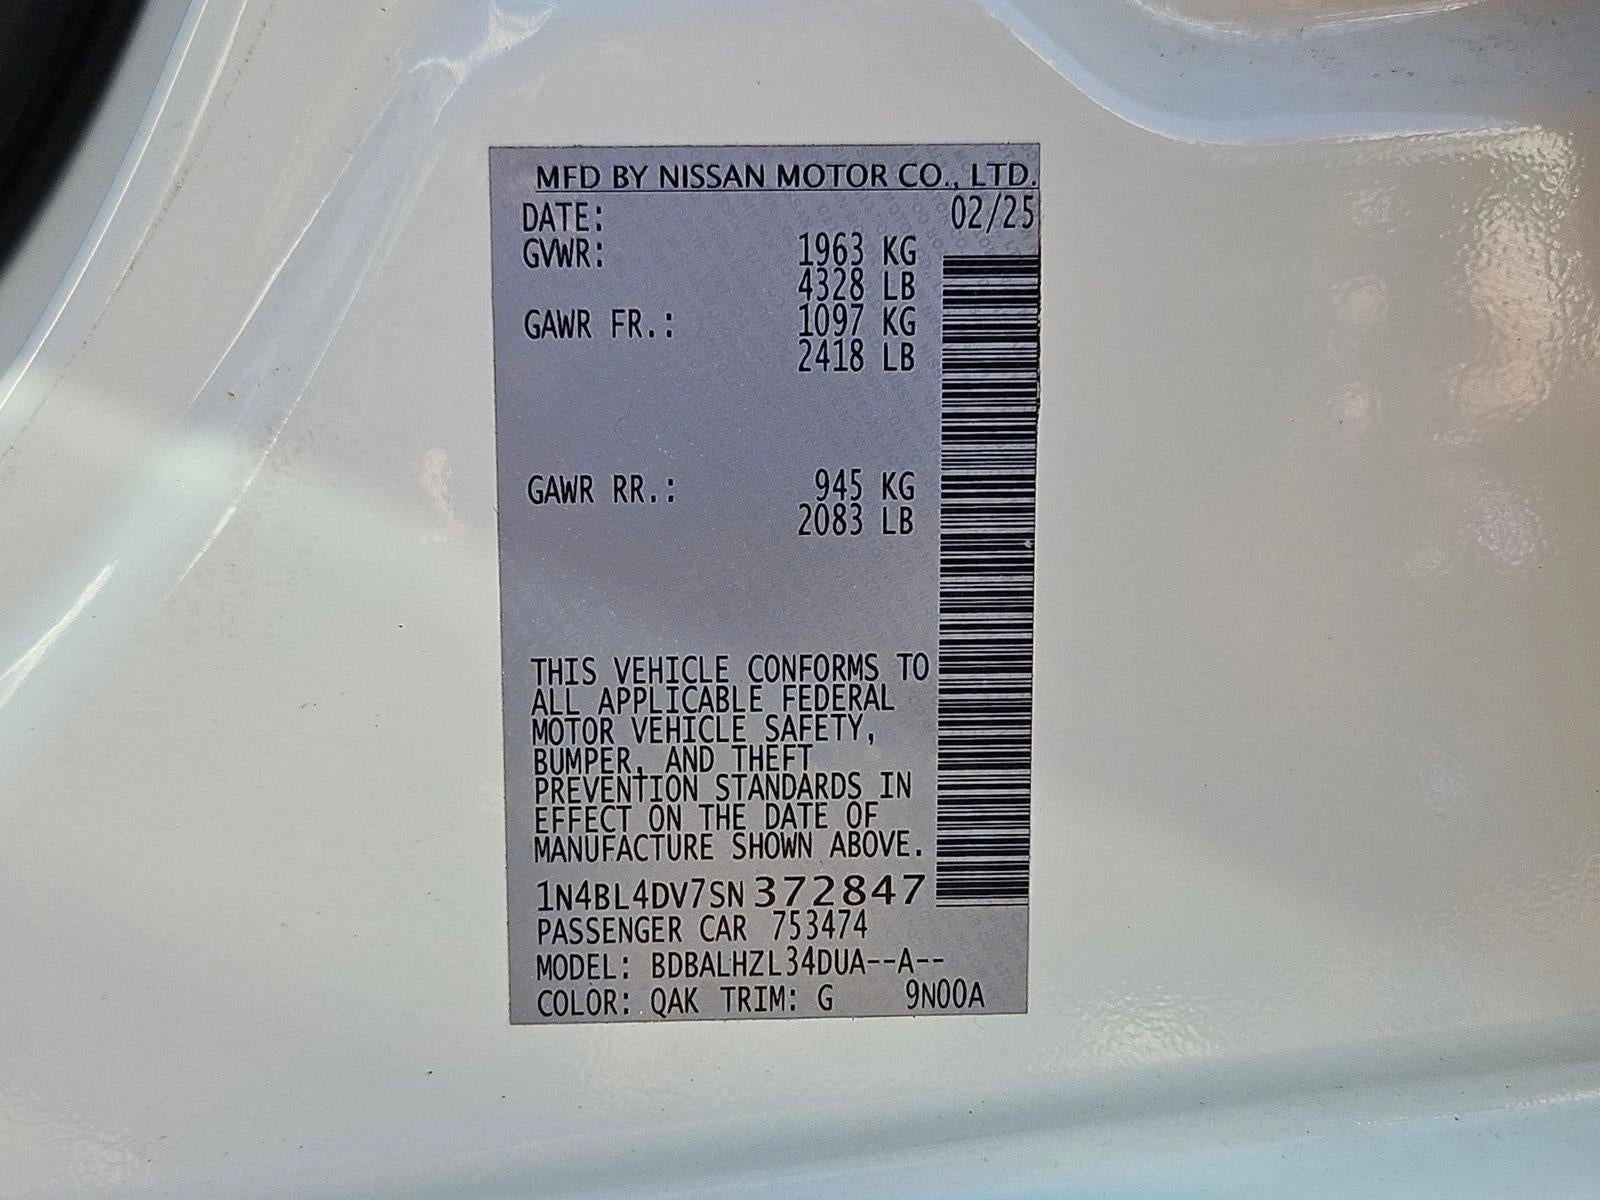 MFD BY NISSAN MOTOR CO., LTD.
DATE: 02/25
GVWR: 1963 KG
4328 LB
GAWR FR.: 1097 KG
2418 LB
GAWR RR.: 945 KG
2083 LB
THIS VEHICLE CONFORMS TO
ALL APPLICABLE FEDERAL
MOTOR VEHICLE SAFETY,
BUMPER, AND THEFT
PREVENTION STANDARDS IN
EFFECT ON THE DATE OF
MANUFACTURE SHOWN ABOVE.
1N4BL4DV7SN372847
PASSENGER CAR 753474
MODEL: BDBALHZL34DUA--A--
COLOR: QAK TRIM: G 9N00A